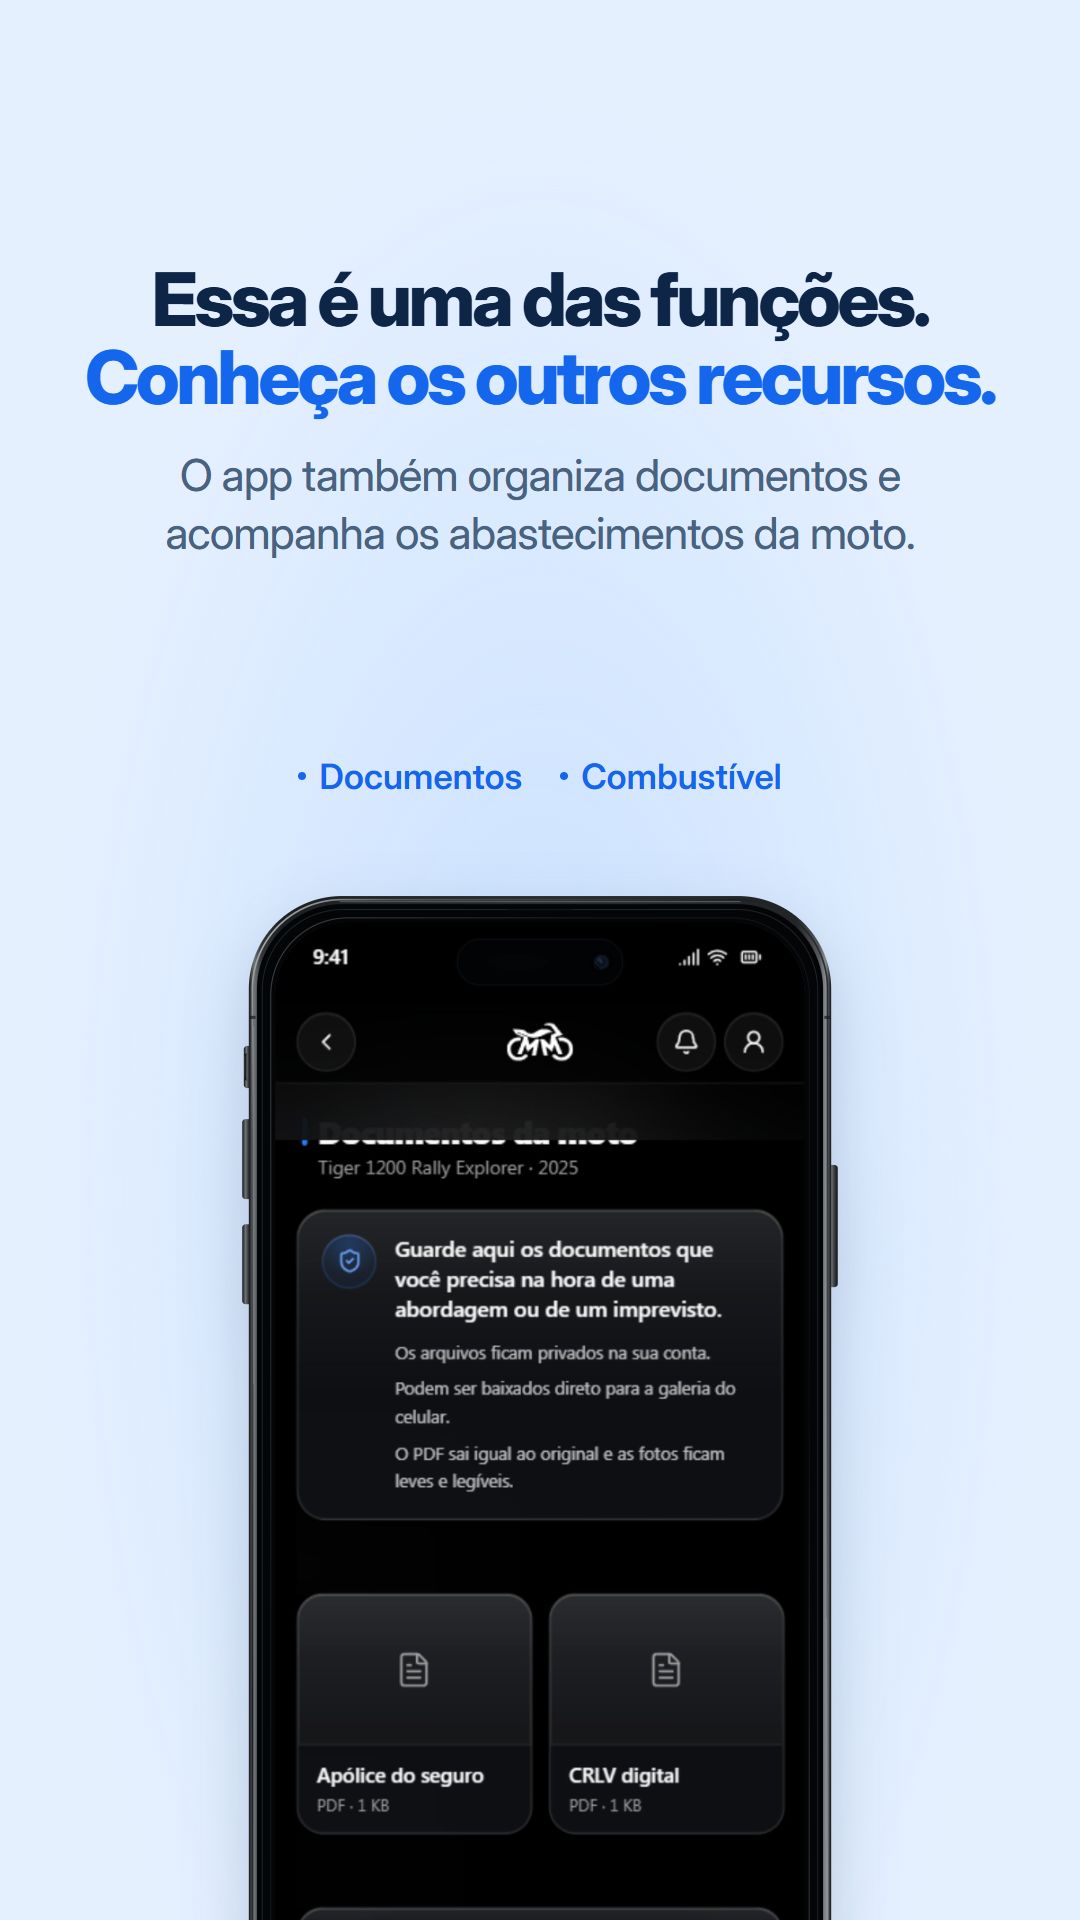 Essa é uma das funções.
Conheça os outros recursos.
O app também organiza documentos e
acompanha os abastecimentos da moto.
• Documentos • Combustível
9:41
MM
Documentos da moto
Tiger 1200 Rally Explorer · 2025
Guarde aqui os documentos que
você precisa na hora de uma
abordagem ou de um imprevisto.
Os arquivos ficam privados na sua conta.
Podem ser baixados direto para a galeria do
celular.
O PDF sai igual ao original e as fotos ficam
leves e legíveis.
Apólice do seguro
PDF · 1 KB
CRLV digital
PDF · 1 KB